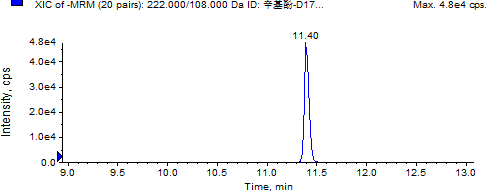 XIC of -MRM (20 pairs): 222.000/108.000 Da ID: 辛基酚-D17... Max. 4.8e4 cps.
11.40
4.8e4
4.0e4
3.0e4
2.0e4
1.0e4
0.0
Intensity, cps
9.0 9.5 10.0 10.5 11.0 11.5 12.0 12.5 13.0
Time, min